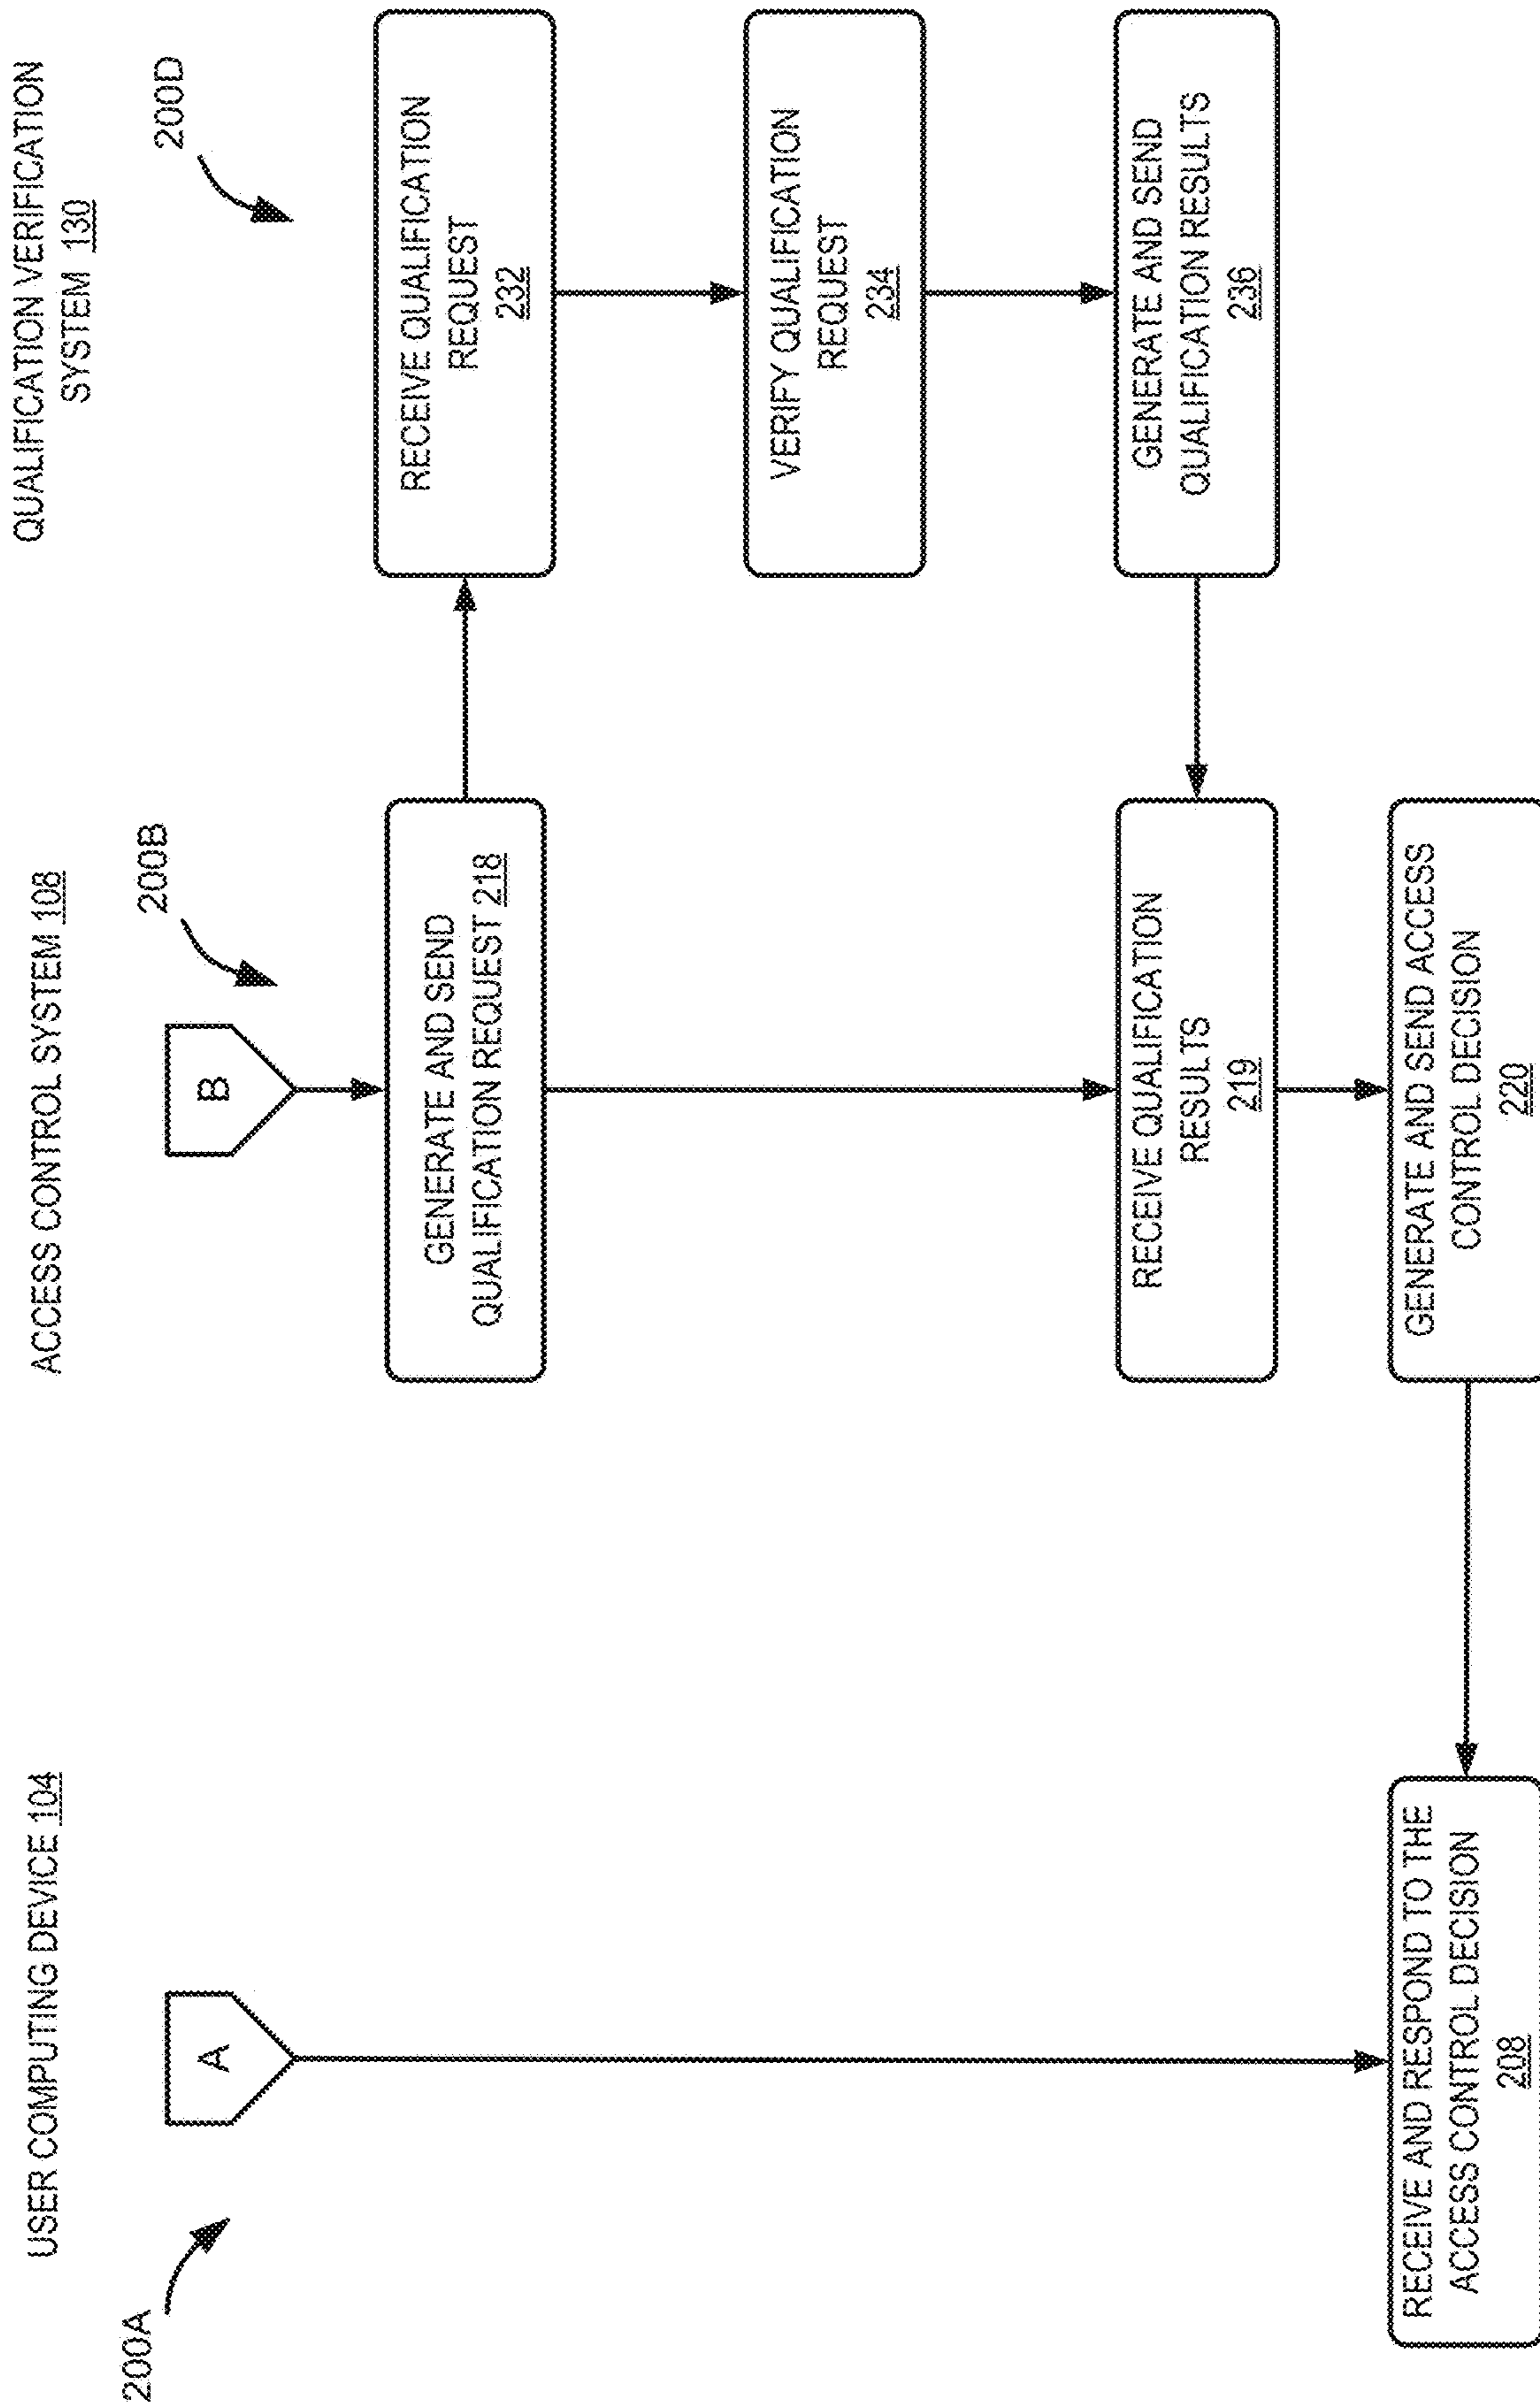 USER COMPUTING DEVICE 104
ACCESS CONTROL SYSTEM 108
QUALIFICATION VERIFICATION
SYSTEM 130
200A
A
200B
B
200D
GENERATE AND SEND
QUALIFICATION REQUEST 218
RECEIVE QUALIFICATION
REQUEST
232
VERIFY QUALIFICATION
REQUEST
234
GENERATE AND SEND
QUALIFICATION RESULTS
236
RECEIVE QUALIFICATION
RESULTS
219
GENERATE AND SEND ACCESS
CONTROL DECISION
220
RECEIVE AND RESPOND TO THE
ACCESS CONTROL DECISION
208